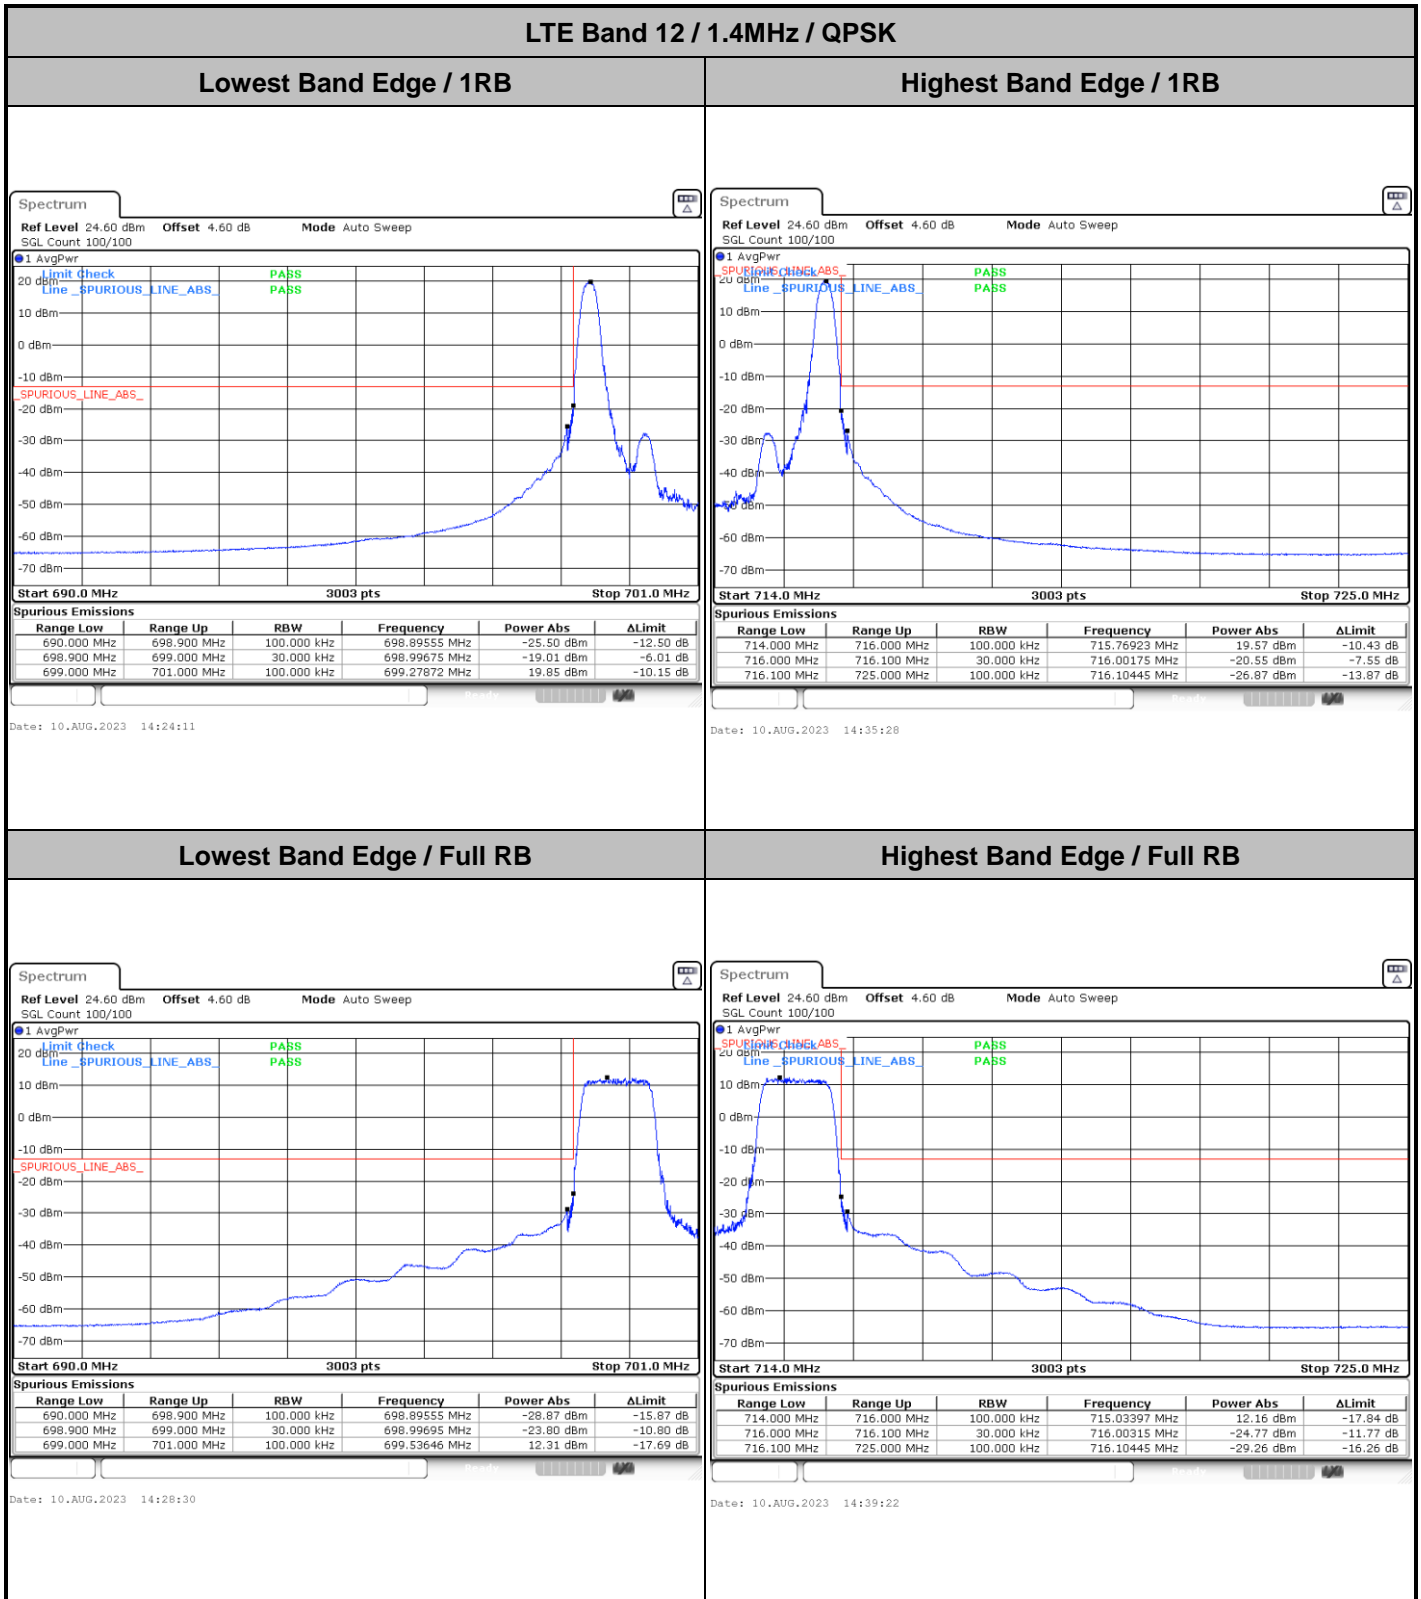 LTE Band 12 / 1.4MHz / QPSK
Lowest Band Edge / 1RB
Highest Band Edge / 1RB
Spectrum
Ref Level 24.60 dBm Offset 4.60 dB Mode Auto Sweep
SGL Count 100/100
1 AvgPwr
Limit Check PASS
20 dBm
Line _SPURIOUS_LINE_ABS_ PASS
10 dBm
0 dBm
-10 dBm
_SPURIOUS_LINE_ABS_
-20 dBm
-30 dBm
-40 dBm
-50 dBm
-60 dBm
-70 dBm
Start 690.0 MHz 3003 pts Stop 701.0 MHz
Spurious Emissions
Range Low Range Up RBW Frequency Power Abs ΔLimit
690.000 MHz 698.900 MHz 100.000 kHz 698.89555 MHz -25.50 dBm -12.50 dB
698.900 MHz 699.000 MHz 30.000 kHz 698.99675 MHz -19.01 dBm -6.01 dB
699.000 MHz 701.000 MHz 100.000 kHz 699.27872 MHz 19.85 dBm -10.15 dB
Ready
Date: 10.AUG.2023 14:24:11
Spectrum
Ref Level 24.60 dBm Offset 4.60 dB Mode Auto Sweep
SGL Count 100/100
1 AvgPwr
_SPURIOUS_LINE_ABS_
Limit Check PASS
20 dBm
Line _SPURIOUS_LINE_ABS_ PASS
10 dBm
0 dBm
-10 dBm
-20 dBm
-30 dBm
-40 dBm
-50 dBm
-60 dBm
-70 dBm
Start 714.0 MHz 3003 pts Stop 725.0 MHz
Spurious Emissions
Range Low Range Up RBW Frequency Power Abs ΔLimit
714.000 MHz 716.000 MHz 100.000 kHz 715.76923 MHz 19.57 dBm -10.43 dB
716.000 MHz 716.100 MHz 30.000 kHz 716.00175 MHz -20.55 dBm -7.55 dB
716.100 MHz 725.000 MHz 100.000 kHz 716.10445 MHz -26.87 dBm -13.87 dB
Ready
Date: 10.AUG.2023 14:35:28
Lowest Band Edge / Full RB
Highest Band Edge / Full RB
Spectrum
Ref Level 24.60 dBm Offset 4.60 dB Mode Auto Sweep
SGL Count 100/100
1 AvgPwr
Limit Check PASS
20 dBm
Line _SPURIOUS_LINE_ABS_ PASS
10 dBm
0 dBm
-10 dBm
_SPURIOUS_LINE_ABS_
-20 dBm
-30 dBm
-40 dBm
-50 dBm
-60 dBm
-70 dBm
Start 690.0 MHz 3003 pts Stop 701.0 MHz
Spurious Emissions
Range Low Range Up RBW Frequency Power Abs ΔLimit
690.000 MHz 698.900 MHz 100.000 kHz 698.89555 MHz -28.87 dBm -15.87 dB
698.900 MHz 699.000 MHz 30.000 kHz 698.99695 MHz -23.80 dBm -10.80 dB
699.000 MHz 701.000 MHz 100.000 kHz 699.53646 MHz 12.31 dBm -17.69 dB
Ready
Date: 10.AUG.2023 14:28:30
Spectrum
Ref Level 24.60 dBm Offset 4.60 dB Mode Auto Sweep
SGL Count 100/100
1 AvgPwr
_SPURIOUS_LINE_ABS_
Limit Check PASS
20 dBm
Line _SPURIOUS_LINE_ABS_ PASS
10 dBm
0 dBm
-10 dBm
-20 dBm
-30 dBm
-40 dBm
-50 dBm
-60 dBm
-70 dBm
Start 714.0 MHz 3003 pts Stop 725.0 MHz
Spurious Emissions
Range Low Range Up RBW Frequency Power Abs ΔLimit
714.000 MHz 716.000 MHz 100.000 kHz 715.03397 MHz 12.16 dBm -17.84 dB
716.000 MHz 716.100 MHz 30.000 kHz 716.00315 MHz -24.77 dBm -11.77 dB
716.100 MHz 725.000 MHz 100.000 kHz 716.10445 MHz -29.26 dBm -16.26 dB
Ready
Date: 10.AUG.2023 14:39:22